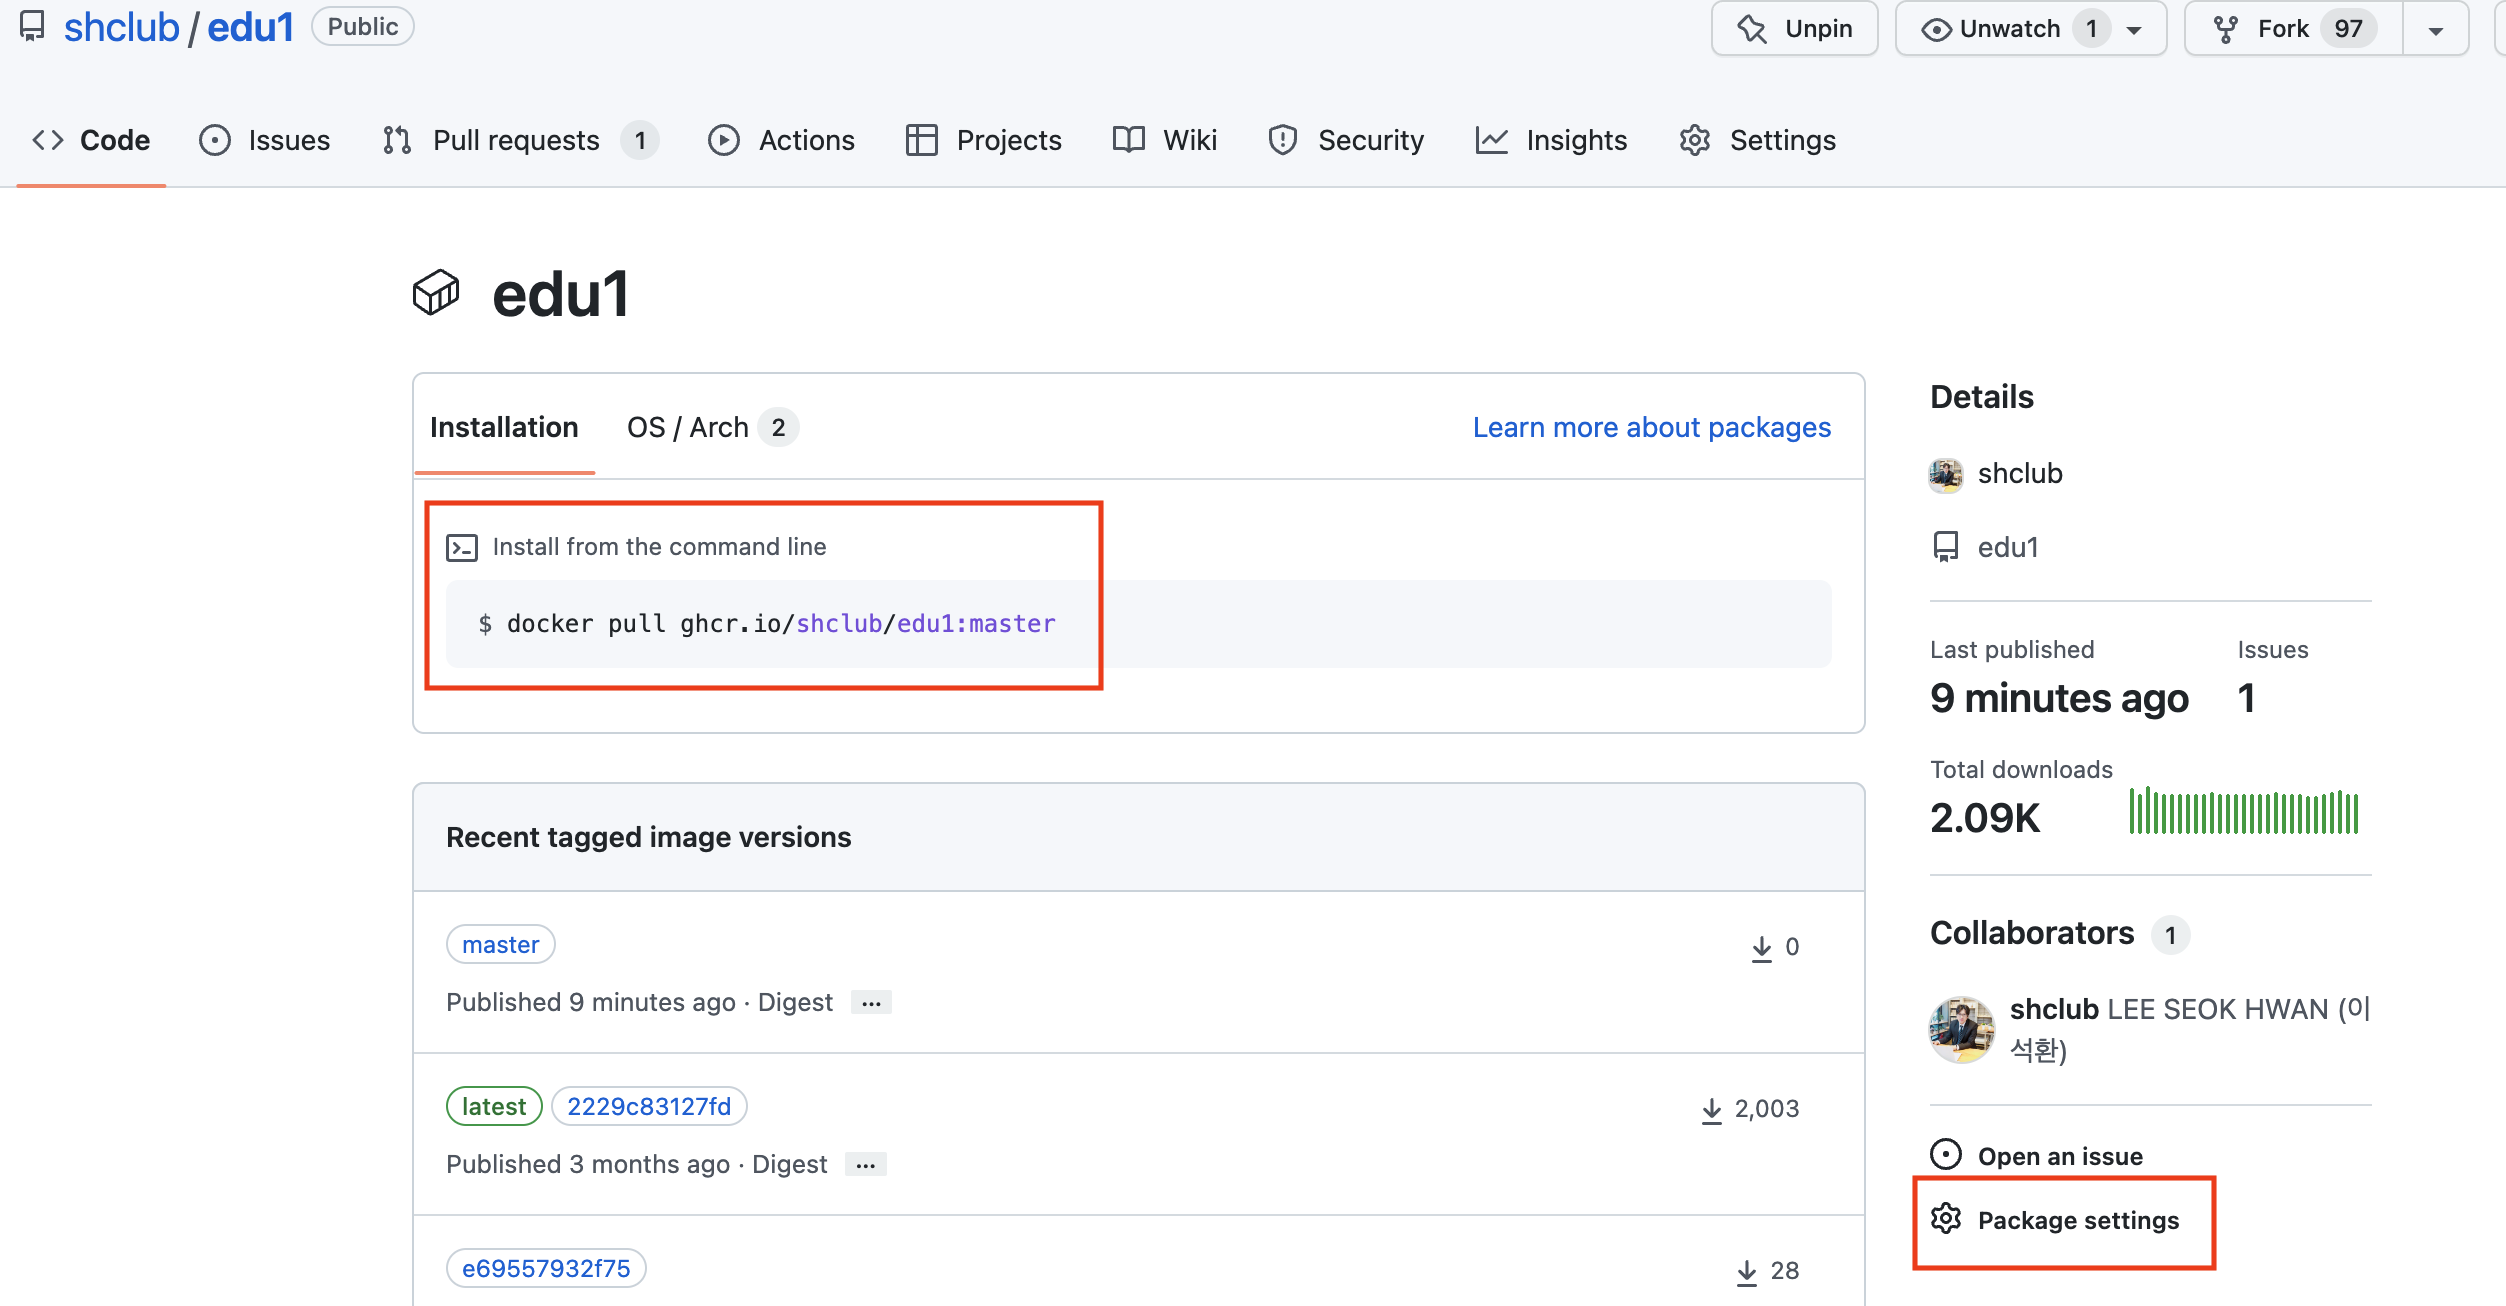 shclub / edu1 Public
Unpin
Unwatch 1
Fork 97
Code
Issues
Pull requests 1
Actions
Projects
Wiki
Security
Insights
Settings
edu1
Installation
OS / Arch 2
Learn more about packages
Install from the command line
$ docker pull ghcr.io/shclub/edu1:master
Recent tagged image versions
master
0
Published 9 minutes ago · Digest ...
latest 2229c83127fd
2,003
Published 3 months ago · Digest ...
e69557932f75
28
Details
shclub
edu1
Last published
9 minutes ago
Issues
1
Total downloads
2.09K
Collaborators 1
shclub LEE SEOK HWAN (이
석환)
Open an issue
Package settings